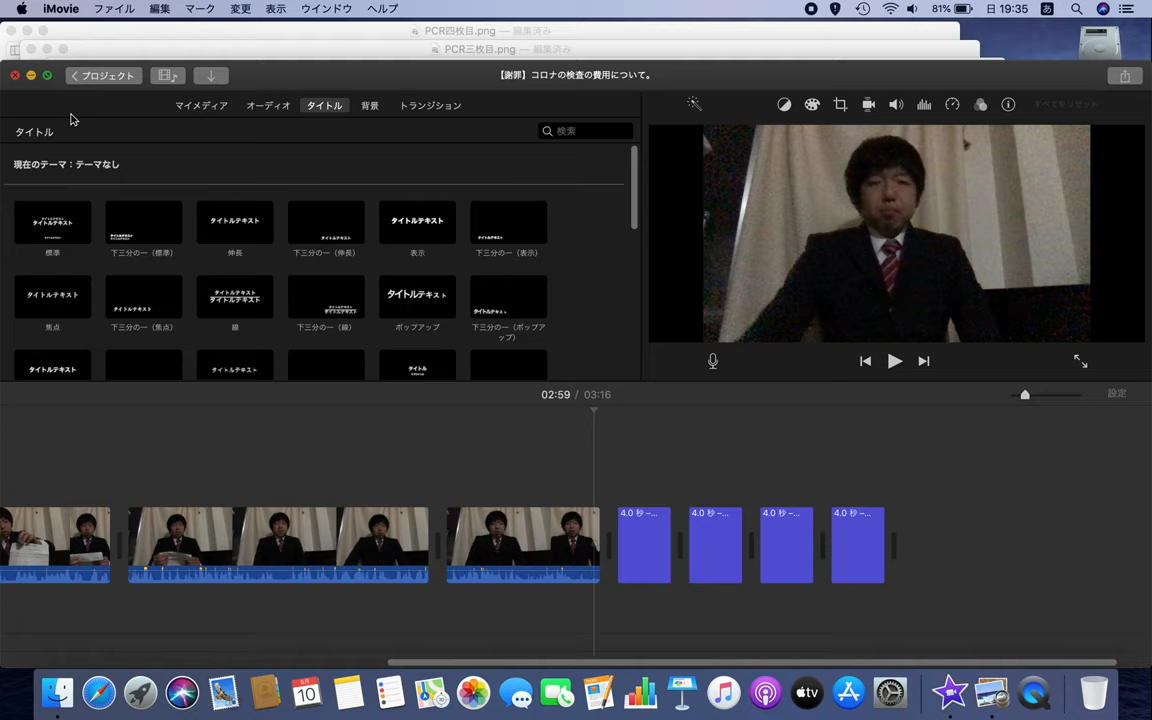 iMovie ファイル 編集 マーク 変更 表示 ウインドウ ヘルプ 81% 日 19:35 あ
PCR四枚目.png — 編集済み
PCR三枚目.png — 編集済み
プロジェクト 【謝罪】コロナの検査の費用について。
マイメディア オーディオ タイトル 背景 トランジション すべてをリセット
タイトル 検索
現在のテーマ：テーマなし
タイトルテキスト タイトルテキスト タイトルテキスト タイトルテキスト
標準 下三分の一（標準） 伸長 下三分の一（伸長） 表示 下三分の一（表示）
タイトルテキスト タイトルテキスト タイトルテキスト タイトルテキスト タイトルテキスト タイトルテキスト
焦点 下三分の一（焦点） 線 下三分の一（線） ポップアップ 下三分の一（ポップアップ）
タイトルテキスト タイトルテキスト タイトル
02:59 / 03:16 設定
4.0 秒 –... 4.0 秒 –... 4.0 秒 –... 4.0 秒 –...
5月
10